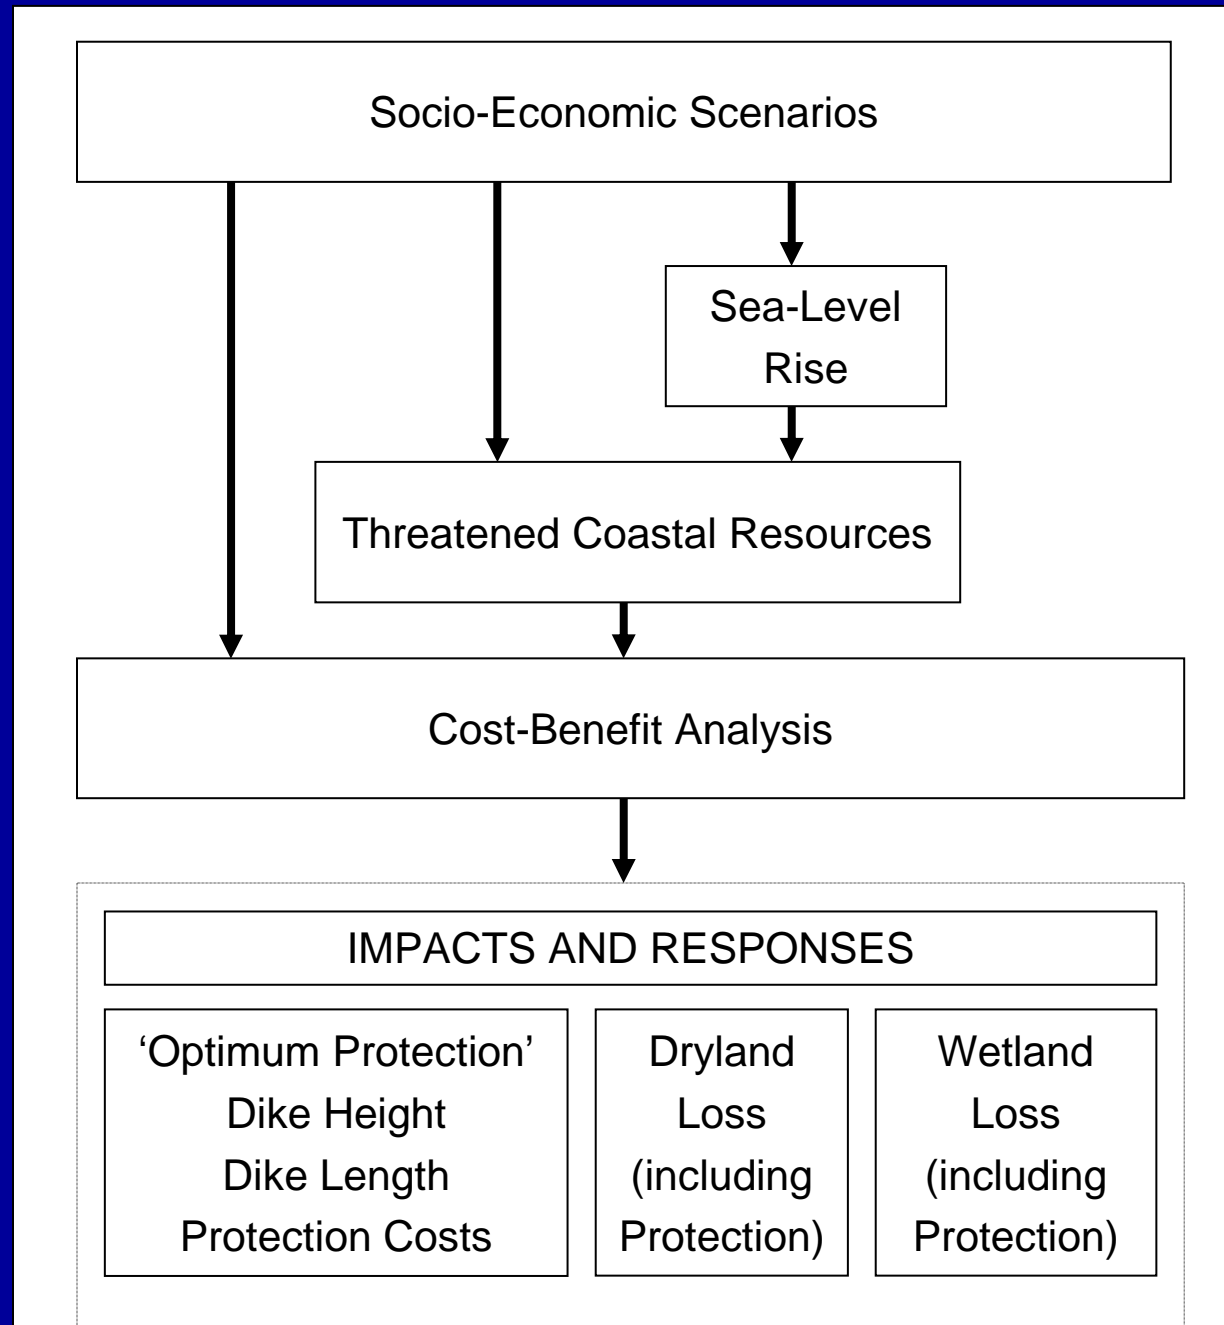 Socio-Economic Scenarios
Sea-Level
Rise
Threatened Coastal Resources
Cost-Benefit Analysis
IMPACTS AND RESPONSES
‘Optimum Protection’
Dike Height
Dike Length
Protection Costs
Dryland
Loss
(including
Protection)
Wetland
Loss
(including
Protection)